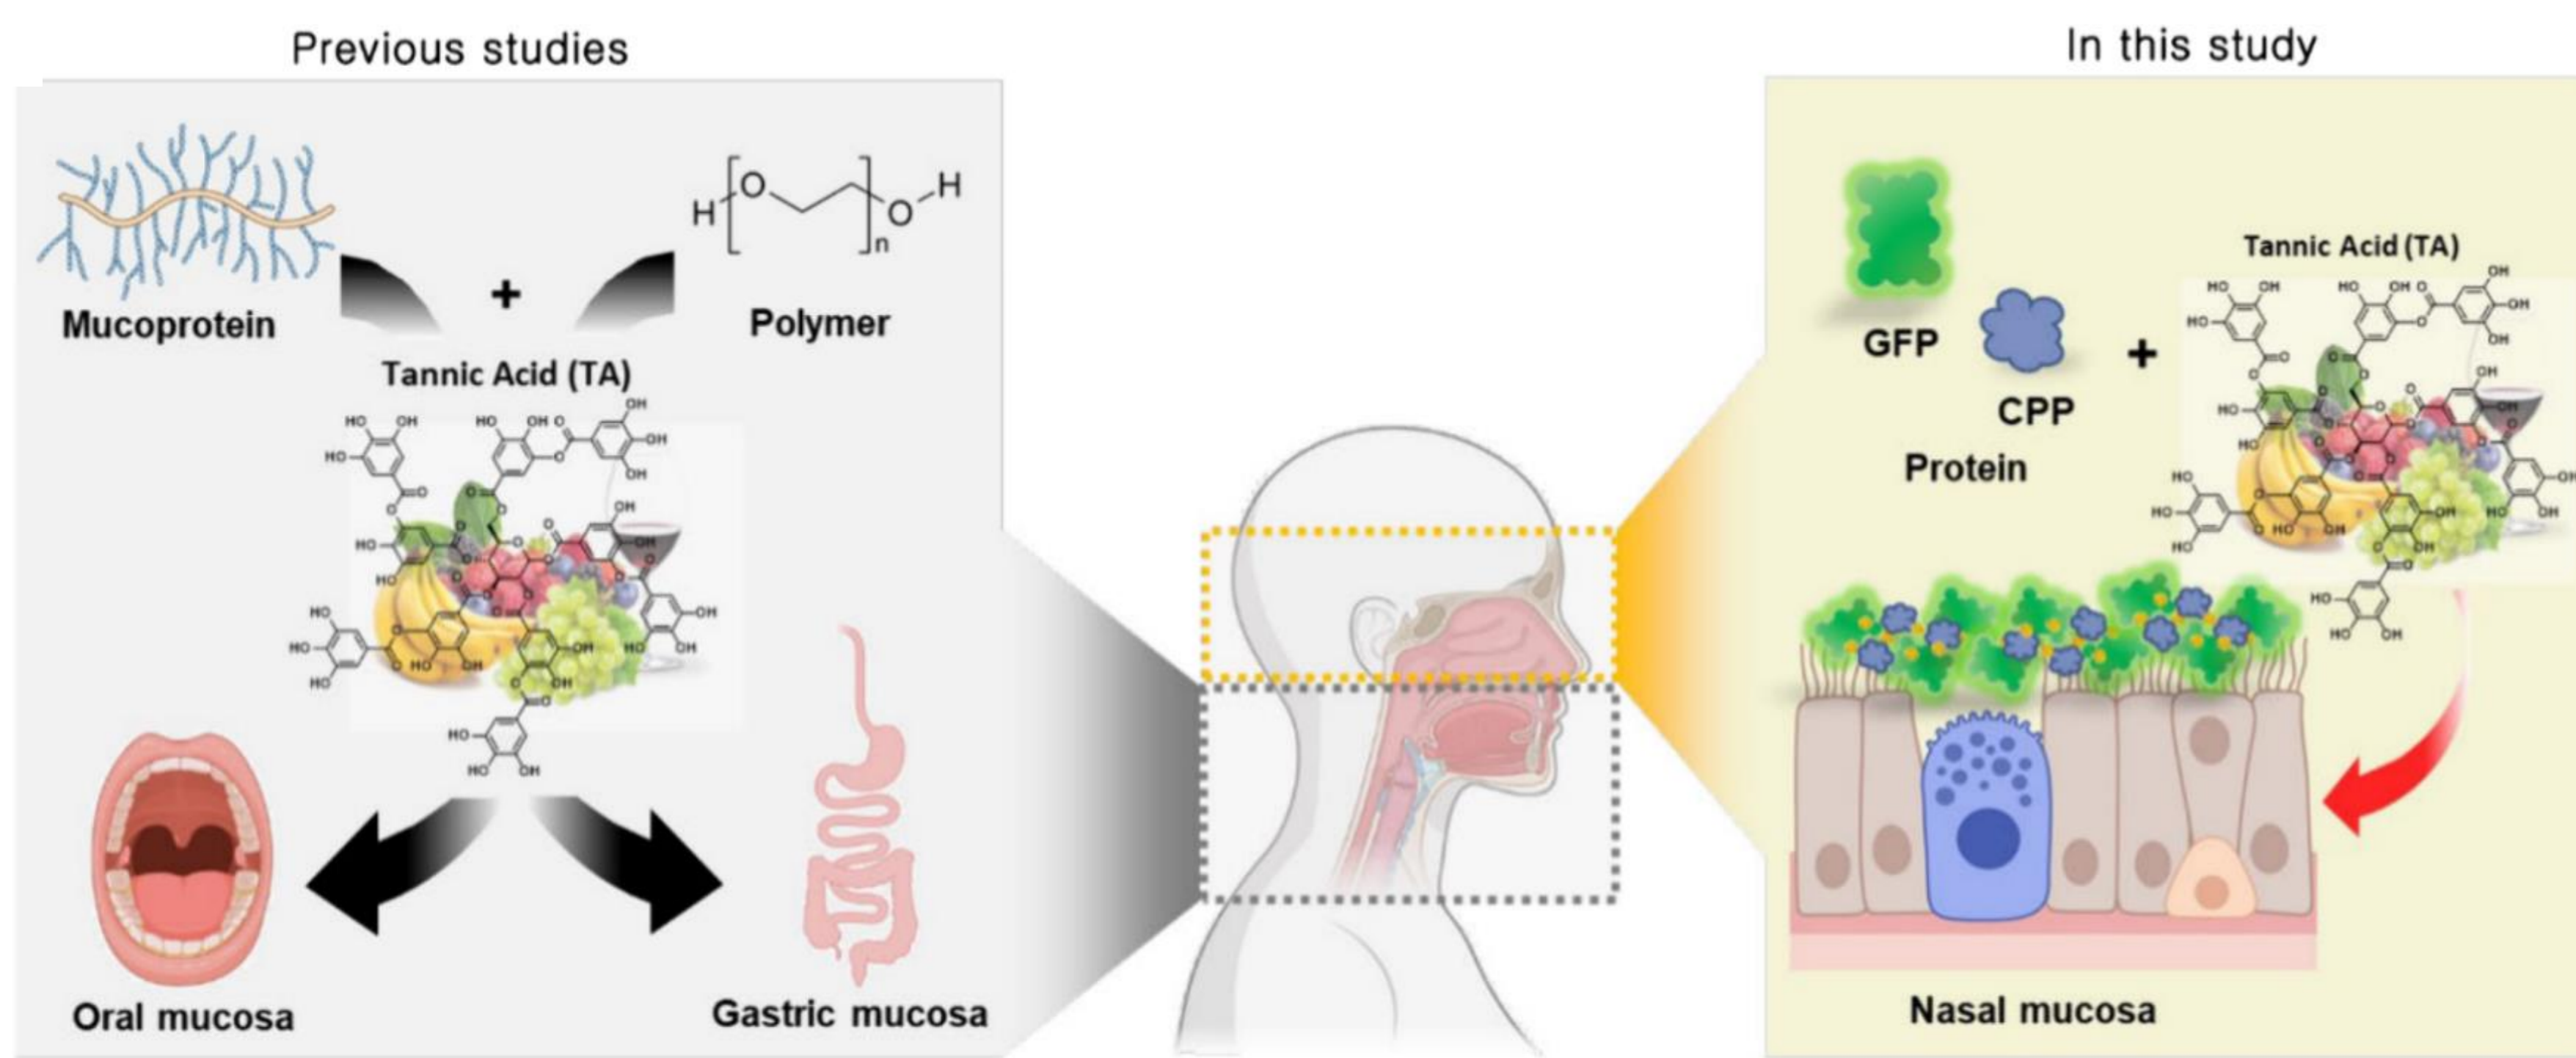 Previous studies
In this study
Mucoprotein
+
H
O
O
H
n
Polymer
Tannic Acid (TA)
Oral mucosa
Gastric mucosa
GFP
CPP
Protein
+
Tannic Acid (TA)
Nasal mucosa